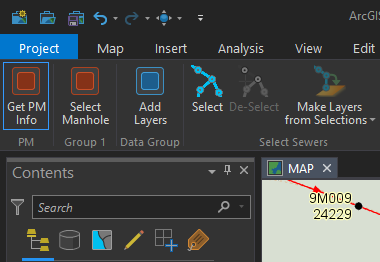 ArcGIS
Project Map Insert Analysis View Edit
Get PM Info
Select Manhole
Add Layers
Select
De-Select
Make Layers from Selections
PM
Group 1
Data Group
Select Sewers
Contents
MAP
Search
9M009
24229